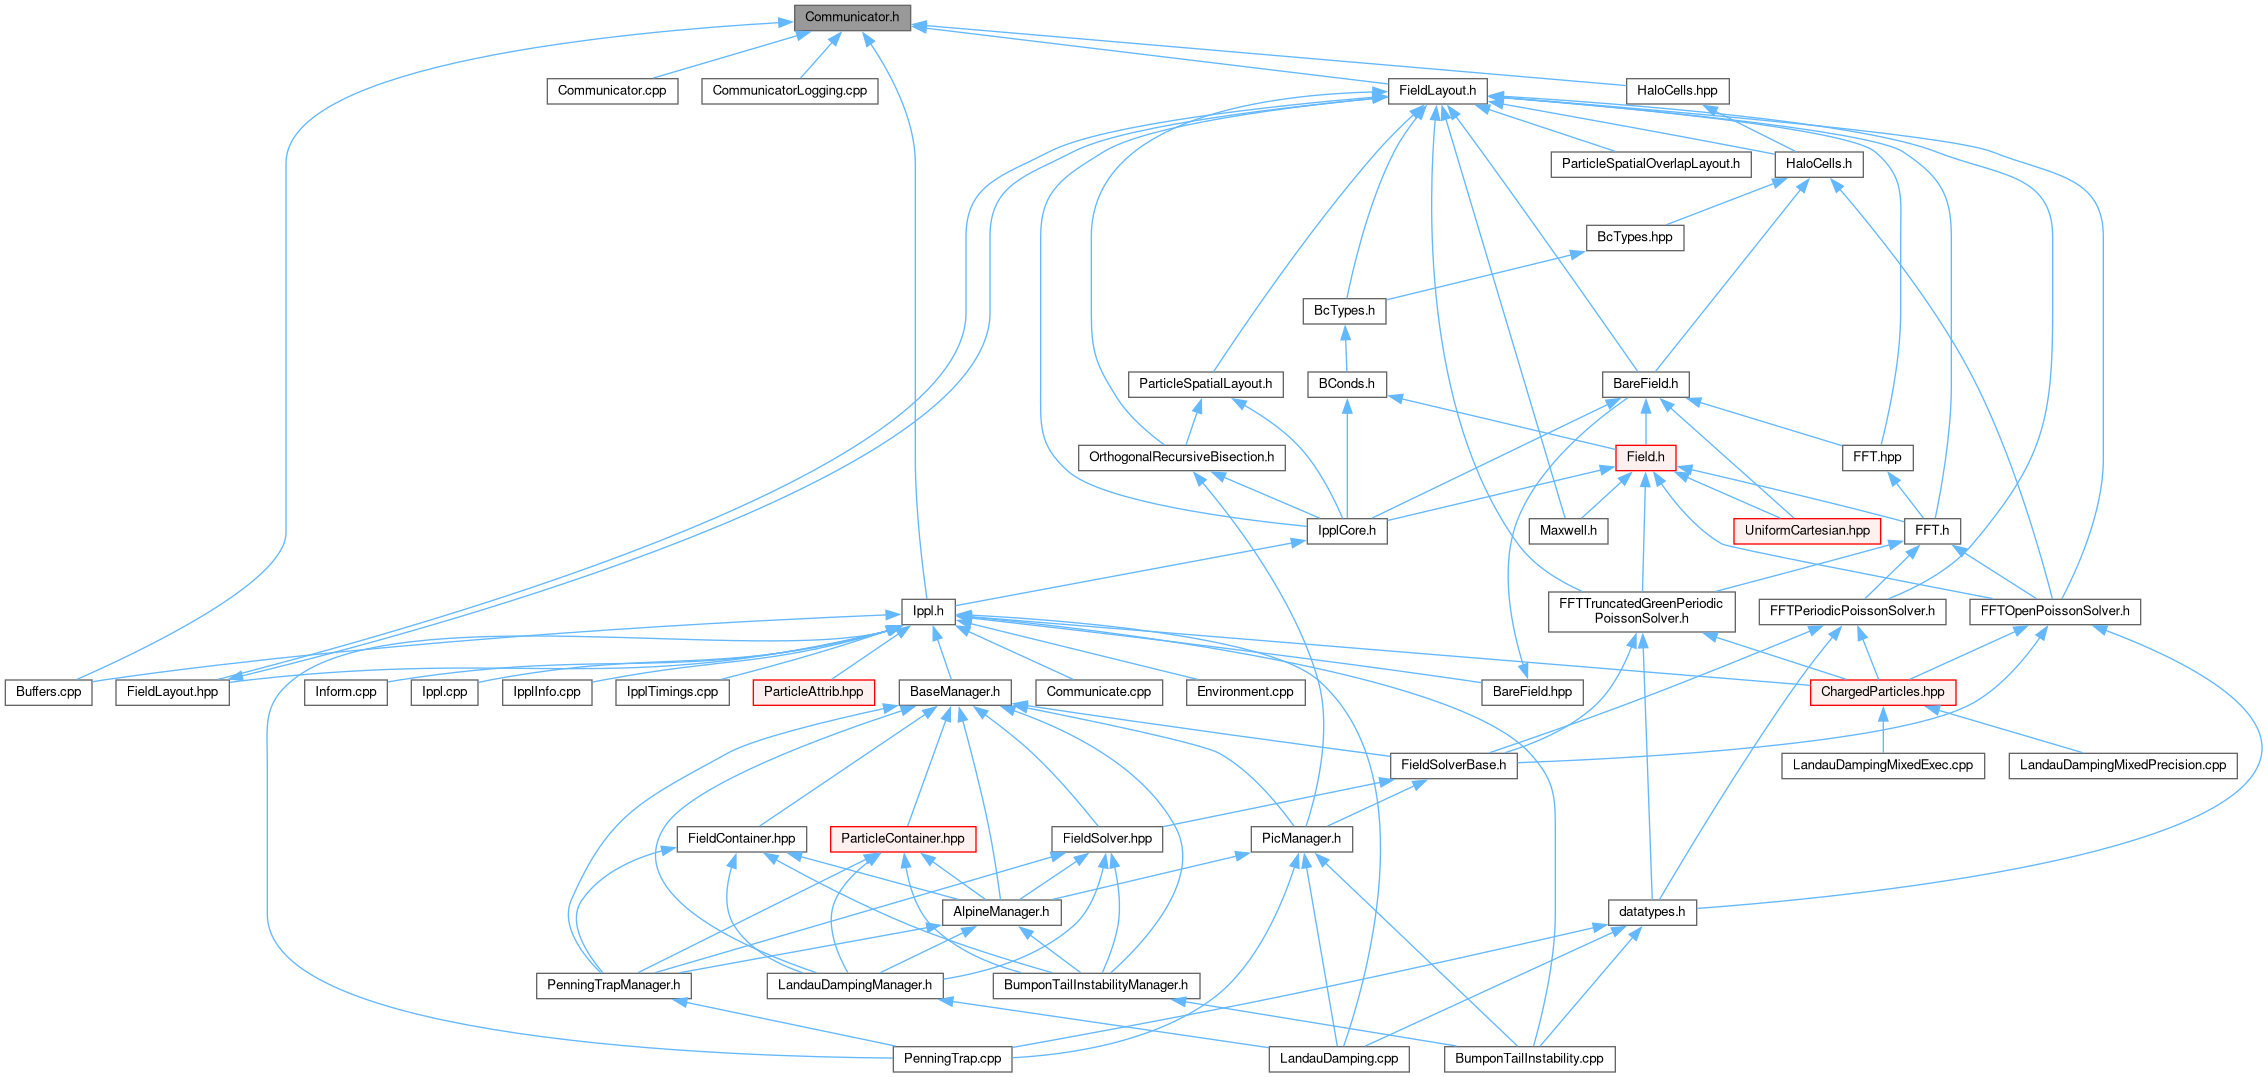 Communicator.h
Communicator.cpp
CommunicatorLogging.cpp
FieldLayout.h
HaloCells.hpp
ParticleSpatialOverlapLayout.h
HaloCells.h
BcTypes.hpp
BcTypes.h
ParticleSpatialLayout.h
BConds.h
BareField.h
OrthogonalRecursiveBisection.h
Field.h
FFT.hpp
IpplCore.h
Maxwell.h
UniformCartesian.hpp
FFT.h
Ippl.h
FFTTruncatedGreenPeriodic
PoissonSolver.h
FFTPeriodicPoissonSolver.h
FFTOpenPoissonSolver.h
Buffers.cpp
FieldLayout.hpp
Inform.cpp
Ippl.cpp
IpplInfo.cpp
IpplTimings.cpp
ParticleAttrib.hpp
BaseManager.h
Communicate.cpp
Environment.cpp
BareField.hpp
ChargedParticles.hpp
FieldSolverBase.h
LandauDampingMixedExec.cpp
LandauDampingMixedPrecision.cpp
FieldContainer.hpp
ParticleContainer.hpp
FieldSolver.hpp
PicManager.h
AlpineManager.h
datatypes.h
PenningTrapManager.h
LandauDampingManager.h
BumponTailInstabilityManager.h
PenningTrap.cpp
LandauDamping.cpp
BumponTailInstability.cpp